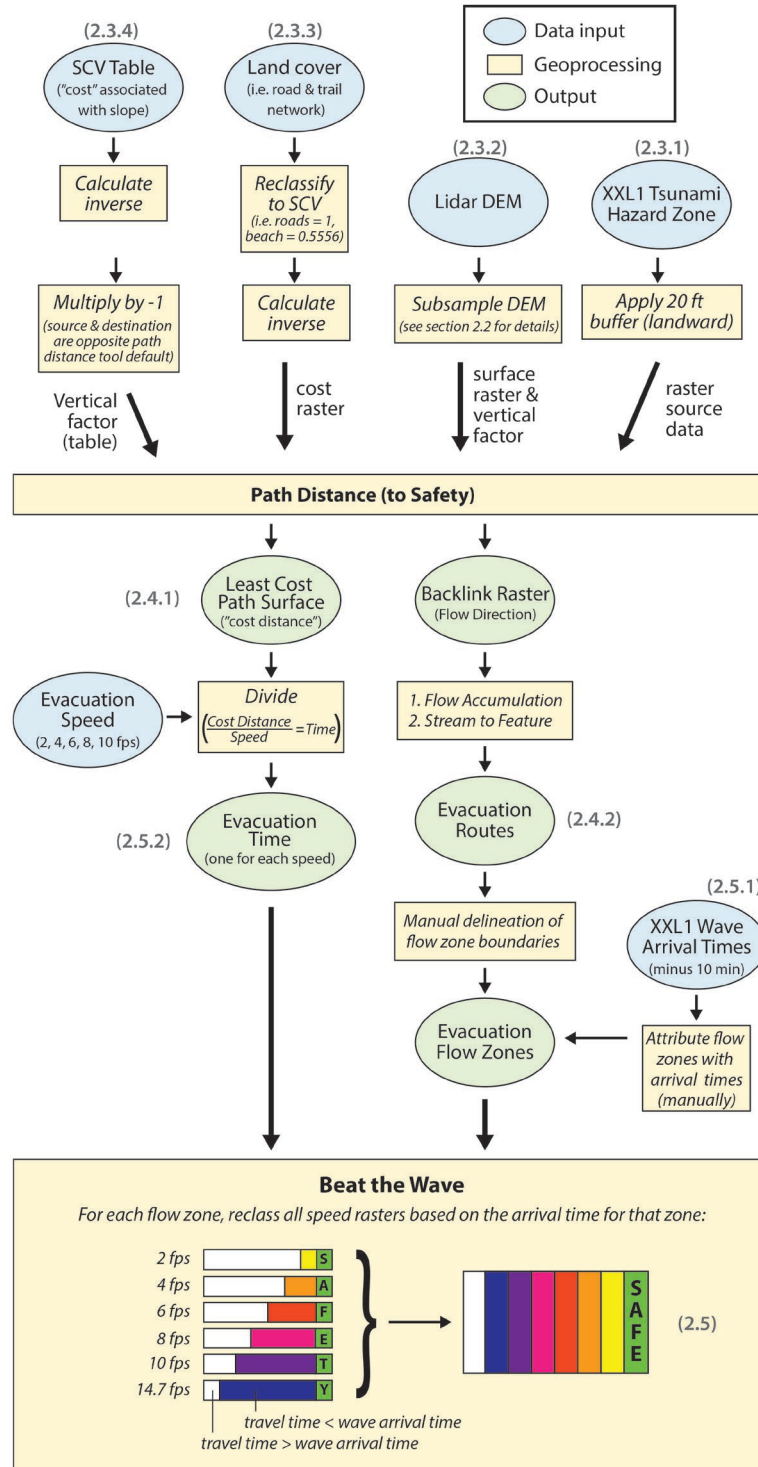 (2.3.4)
SCV Table
("cost" associated
with slope)
(2.3.3)
Land cover
(i.e. road & trail
network)
Data input
Geoprocessing
Output
(2.3.2)
Lidar DEM
(2.3.1)
XXL1 Tsunami
Hazard Zone
Calculate
inverse
Reclassify
to SCV
(i.e. roads = 1,
beach = 0.5556)
Multiply by -1
(source & destination
are opposite path
distance tool default)
Calculate
inverse
Subsample DEM
(see section 2.2 for details)
Apply 20 ft
buffer (landward)
Vertical
factor
(table)
cost
raster
surface
raster &
vertical
factor
raster
source
data
Path Distance (to Safety)
(2.4.1)
Least Cost
Path Surface
("cost distance")
Backlink Raster
(Flow Direction)
Evacuation
Speed
(2, 4, 6, 8, 10 fps)
Divide
(Cost Distance
Speed
=Time)
1. Flow Accumulation
2. Stream to Feature
(2.5.2)
Evacuation
Time
(one for each speed)
Evacuation
Routes
(2.4.2)
Manual delineation of
flow zone boundaries
(2.5.1)
XXL1 Wave
Arrival Times
(minus 10 min)
Evacuation
Flow Zones
Attribute flow
zones with
arrival times
(manually)
Beat the Wave
For each flow zone, reclass all speed rasters based on the arrival time for that zone:
2 fps S
4 fps A
6 fps F
8 fps E
10 fps T
14.7 fps Y
travel time < wave arrival time
travel time > wave arrival time
S
A
F
E
(2.5)